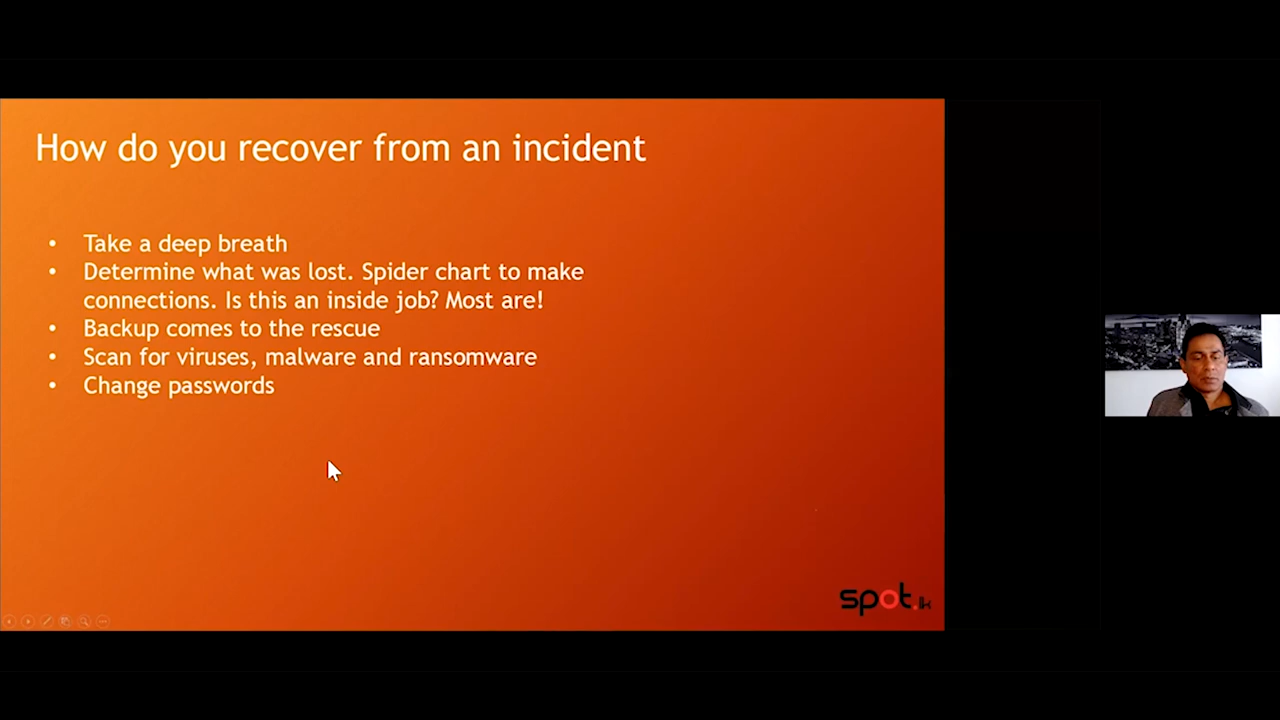 How do you recover from an incident
• Take a deep breath
• Determine what was lost. Spider chart to make
connections. Is this an inside job? Most are!
• Backup comes to the rescue
• Scan for viruses, malware and ransomware
• Change passwords
spot.lk